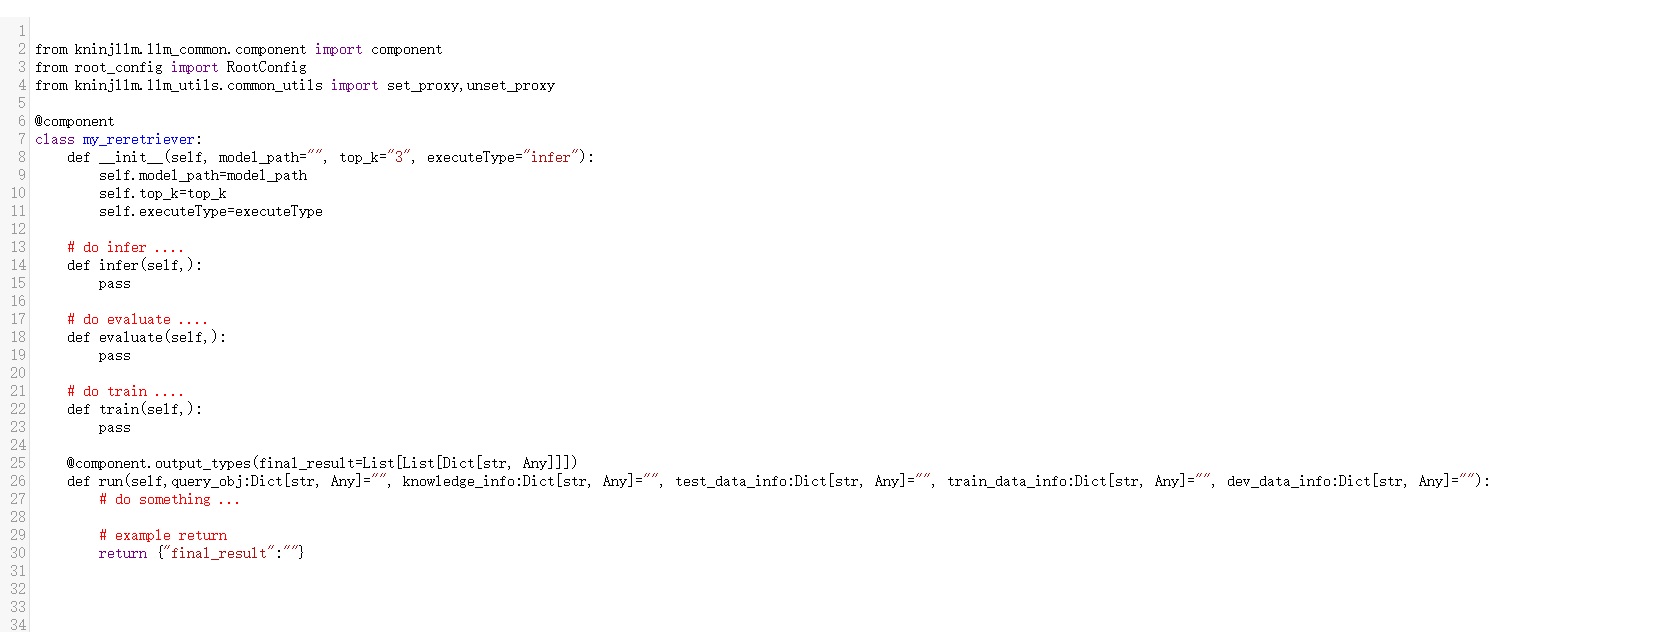 1
2 from kninjllm.llm_common.component import component
3 from root_config import RootConfig
4 from kninjllm.llm_utils.common_utils import set_proxy,unset_proxy
5
6 @component
7 class my_reretriever:
8     def __init__(self, model_path="", top_k="3", executeType="infer"):
9         self.model_path=model_path
10         self.top_k=top_k
11         self.executeType=executeType
12
13     # do infer ....
14     def infer(self,):
15         pass
16
17     # do evaluate ....
18     def evaluate(self,):
19         pass
20
21     # do train ....
22     def train(self,):
23         pass
24
25     @component.output_types(final_result=List[List[Dict[str, Any]]])
26     def run(self,query_obj:Dict[str, Any]="", knowledge_info:Dict[str, Any]="", test_data_info:Dict[str, Any]="", train_data_info:Dict[str, Any]="", dev_data_info:Dict[str, Any]=""):
27         # do something ...
28
29         # example return
30         return {"final_result":""}
31
32
33
34